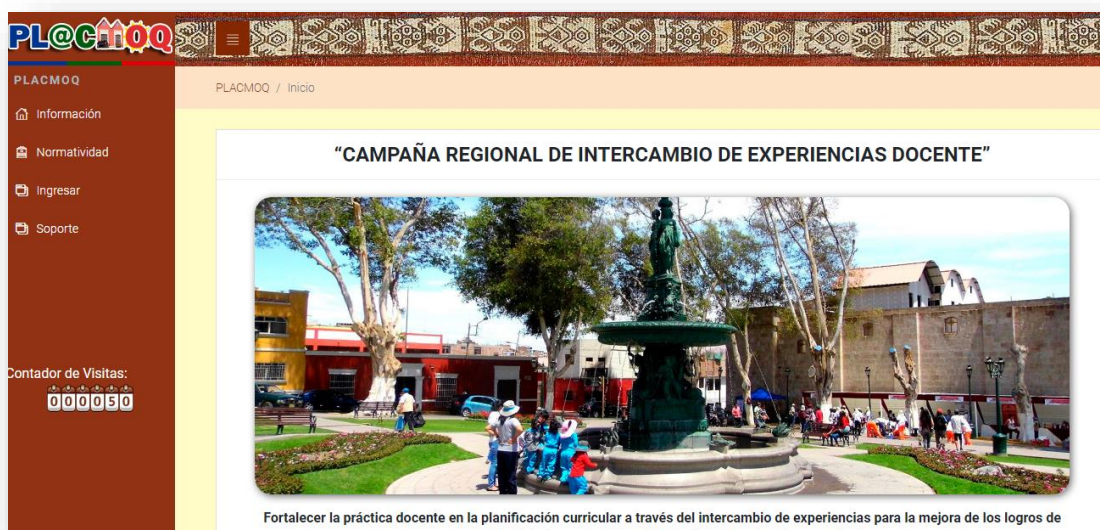 PL@CMOQ
PLACMOQ
Información
Normatividad
Ingresar
Soporte
Contador de Visitas:
000050
PLACMOQ / Inicio
“CAMPAÑA REGIONAL DE INTERCAMBIO DE EXPERIENCIAS DOCENTE”
Fortalecer la práctica docente en la planificación curricular a través del intercambio de experiencias para la mejora de los logros de